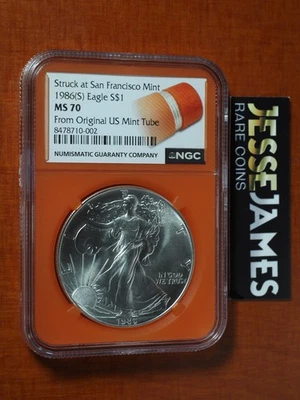 Struck at San Francisco Mint
1986(S) Eagle S$1
MS 70
From Original US Mint Tube
8478710-002
NUMISMATIC GUARANTY COMPANY
NGC
IN GOD
WE TRUST
1986
JESSE JAMES
RARE COINS